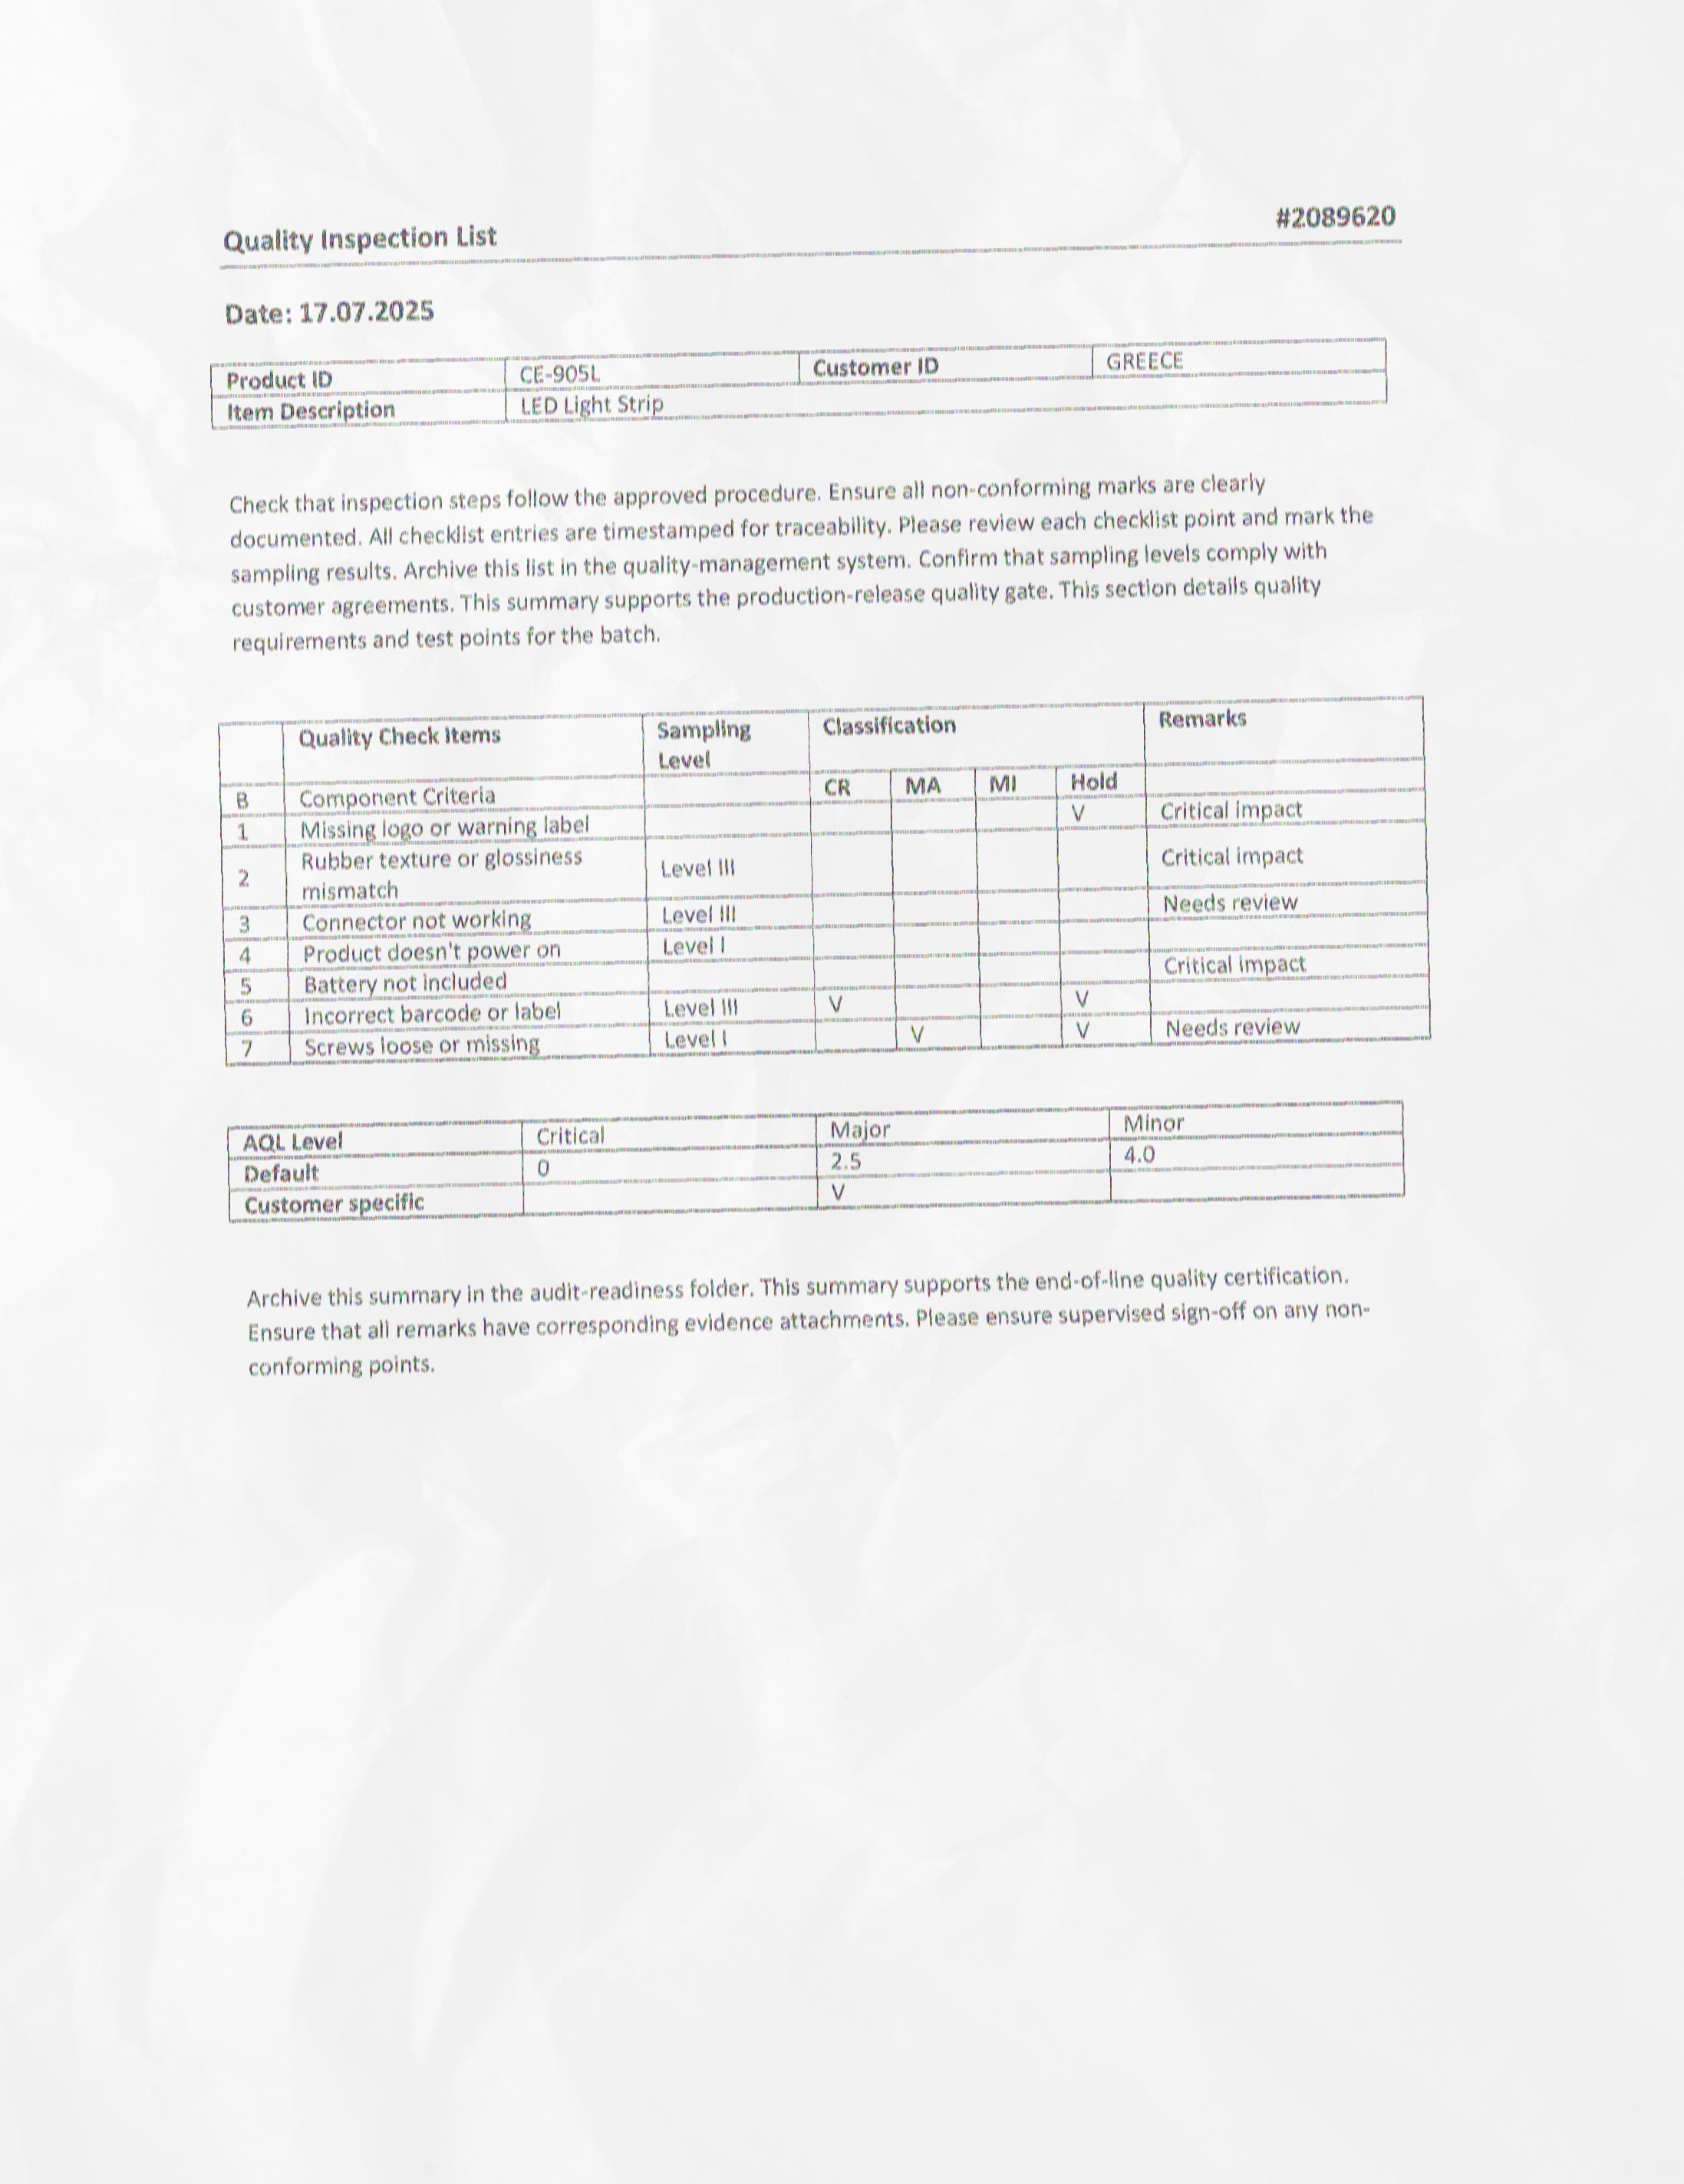 #2089620
Quality Inspection List
Date: 17.07.2025
Product ID CE-905L Customer ID GREECE
Item Description LED Light Strip
Check that inspection steps follow the approved procedure. Ensure all non-conforming marks are clearly
documented. All checklist entries are timestamped for traceability. Please review each checklist point and mark the
sampling results. Archive this list in the quality-management system. Confirm that sampling levels comply with
customer agreements. This summary supports the production-release quality gate. This section details quality
requirements and test points for the batch.
Quality Check Items Sampling Level Classification Remarks
B Component Criteria CR MA MI Hold
1 Missing logo or warning label V Critical impact
2 Rubber texture or glossiness mismatch Level III Critical impact
3 Connector not working Level III Needs review
4 Product doesn't power on Level I
5 Battery not included Critical impact
6 Incorrect barcode or label Level III V V
7 Screws loose or missing Level I V V Needs review
AQL Level Critical Major Minor
Default 0 2.5 4.0
Customer specific V
Archive this summary in the audit-readiness folder. This summary supports the end-of-line quality certification.
Ensure that all remarks have corresponding evidence attachments. Please ensure supervised sign-off on any non-
conforming points.